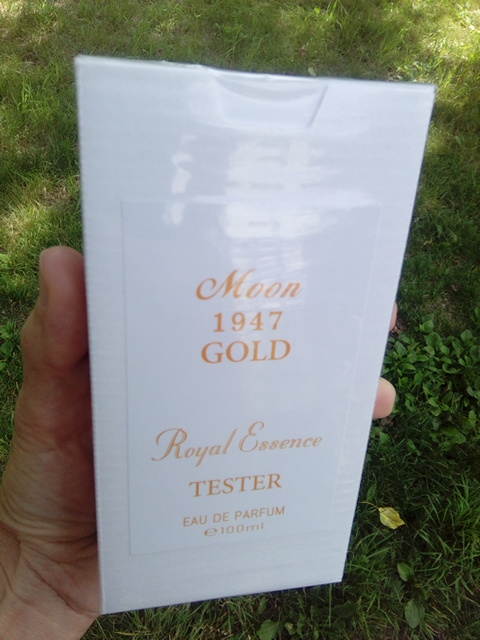 Moon
1947
GOLD
Royal Essence
TESTER
EAU DE PARFUM
℮100ml